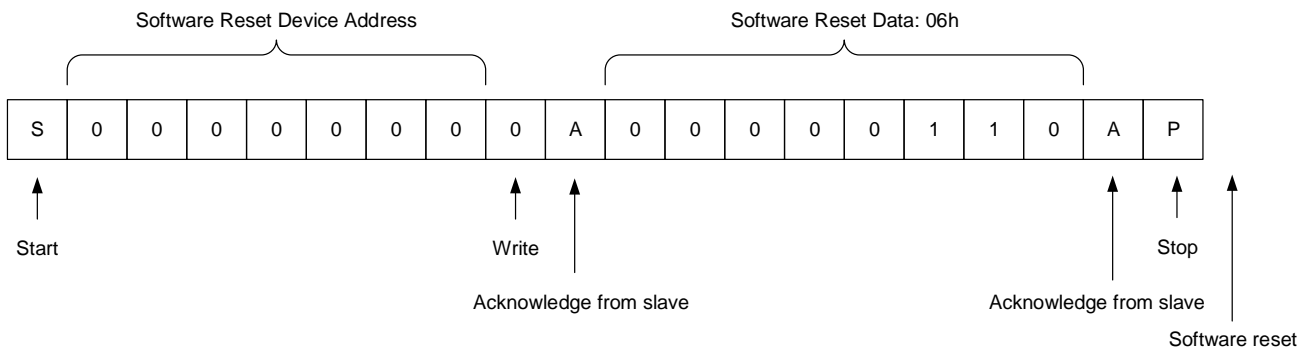 Software Reset Device Address Software Reset Data: 06h
S 0 0 0 0 0 0 0 0 A 0 0 0 0 0 1 1 0 A P
Start Write Stop
Acknowledge from slave Acknowledge from slave
Software reset